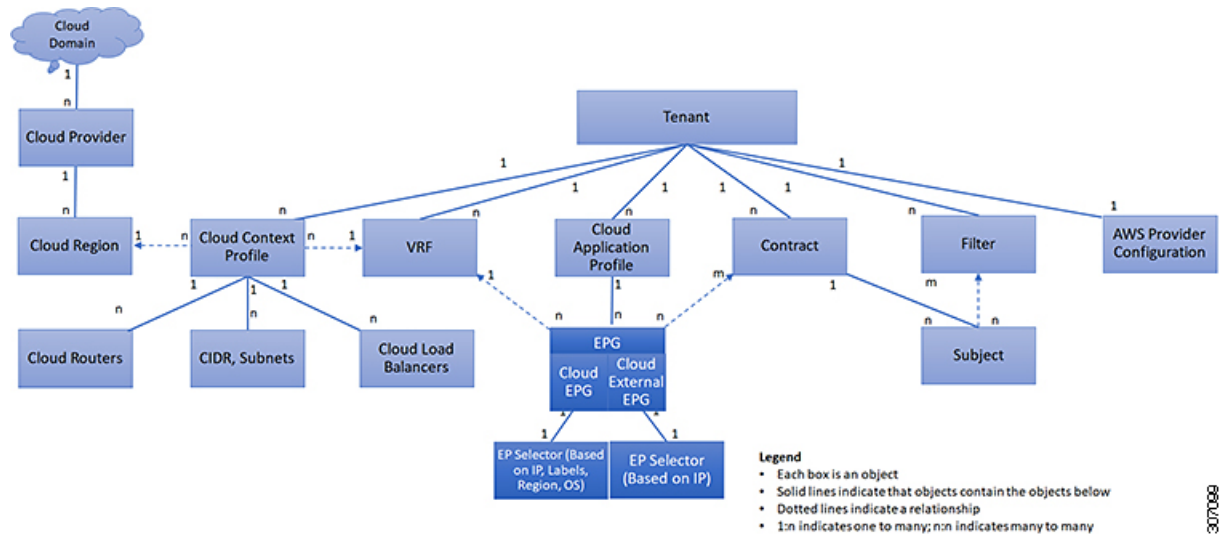 Cloud
Domain
1
n
Cloud Provider
1
n
Cloud Region
Tenant
1
1
1
1
1
1
n
n
n
n
n
1
1
n
Cloud Context
Profile
n
1
VRF
Cloud
Application
Profile
Contract
Filter
AWS Provider
Configuration
1
1
1
n
n
n
Cloud Routers
CIDR, Subnets
Cloud Load
Balancers
1
1
m
1
m
n
n
n
n
n
EPG
Cloud
EPG
Cloud
External
EPG
Subject
1
1
1
1
EP Selector (Based
on IP, Labels,
Region, OS)
EP Selector
(Based on IP)
Legend
• Each box is an object
• Solid lines indicate that objects contain the objects below
• Dotted lines indicate a relationship
• 1:n indicates one to many; n:n indicates many to many
307099